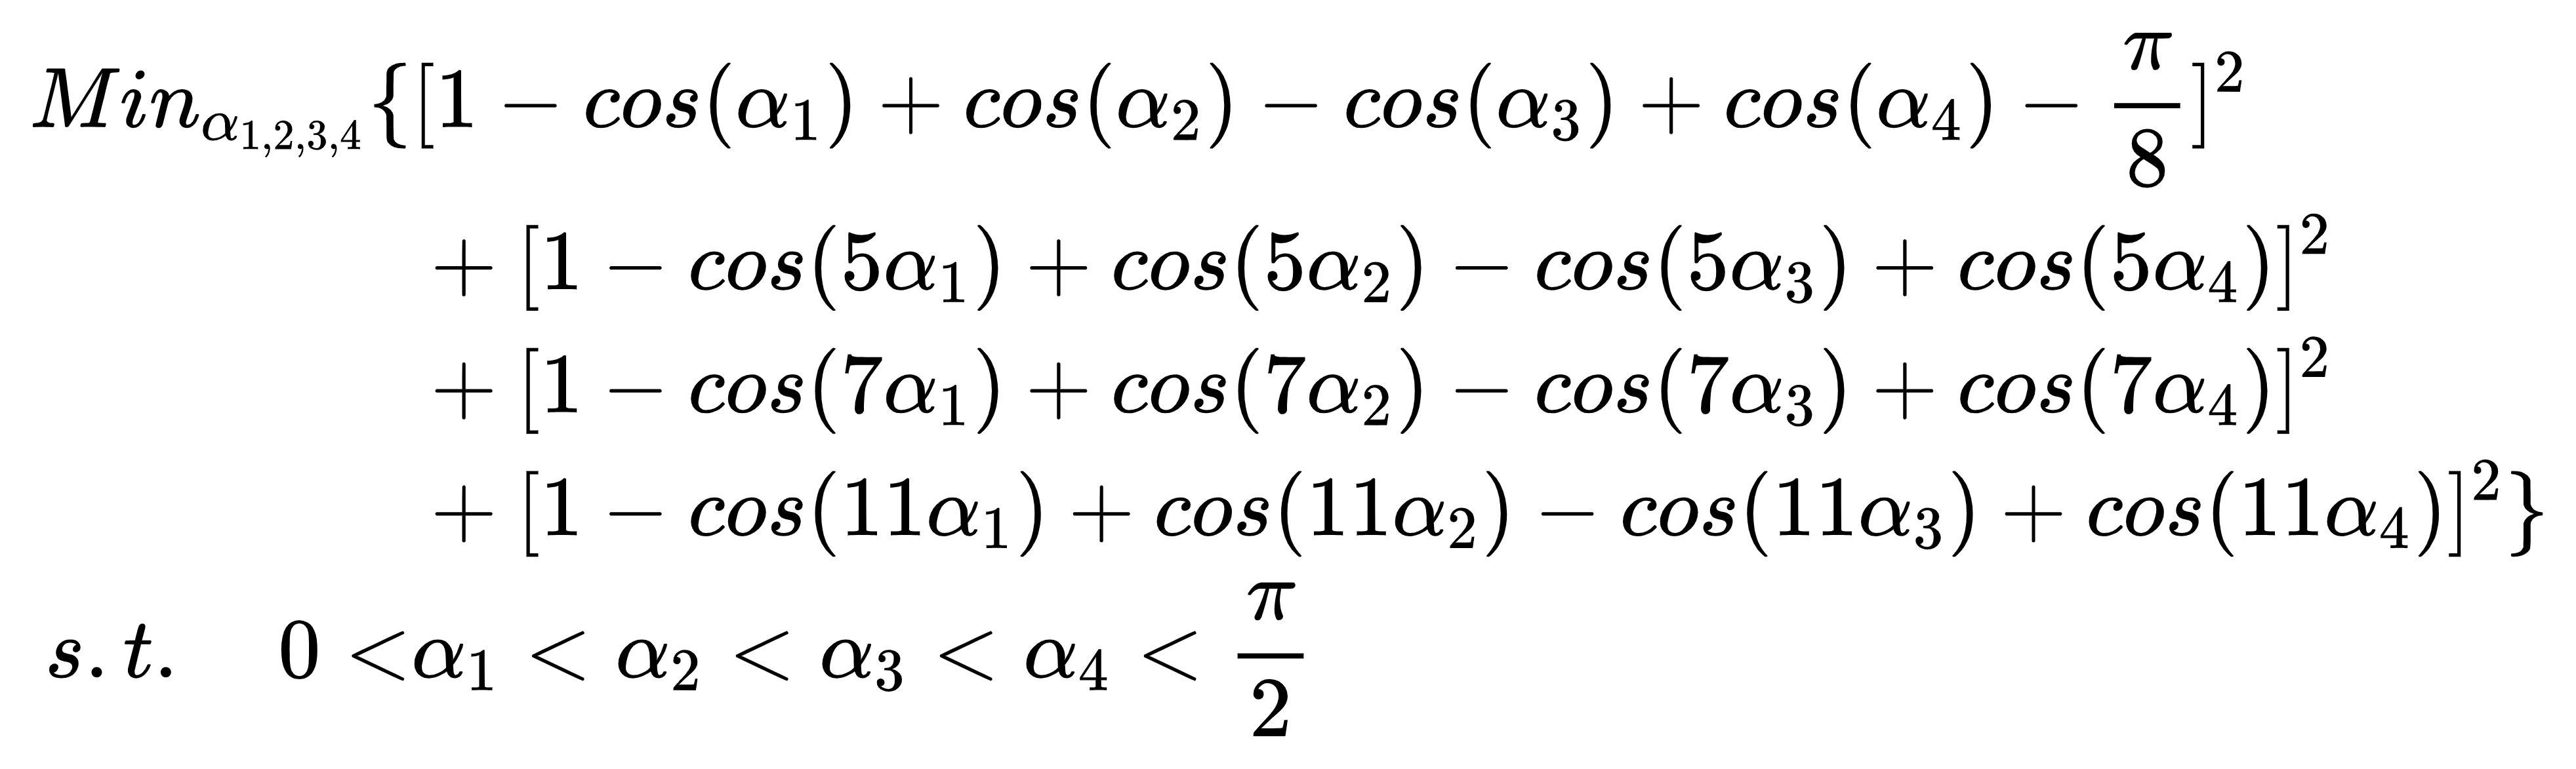 Min_{α_{1,2,3,4}}{[1 − cos(α_1) + cos(α_2) − cos(α_3) + cos(α_4) − \frac{π}{8}]^2
+ [1 − cos(5α_1) + cos(5α_2) − cos(5α_3) + cos(5α_4)]^2
+ [1 − cos(7α_1) + cos(7α_2) − cos(7α_3) + cos(7α_4)]^2
+ [1 − cos(11α_1) + cos(11α_2) − cos(11α_3) + cos(11α_4)]^2}
s.t. 0 < α_1 < α_2 < α_3 < α_4 < \frac{π}{2}